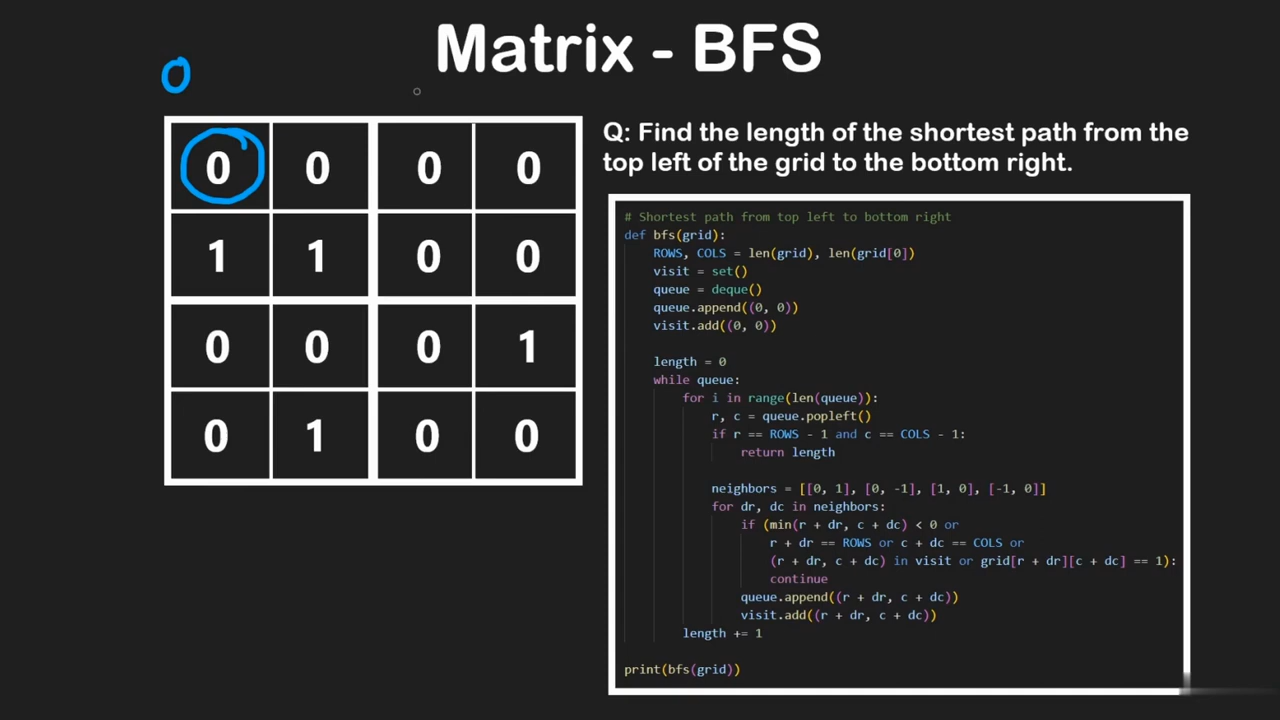 Matrix - BFS
0
0 0 0 0
1 1 0 0
0 0 0 1
0 1 0 0
Q: Find the length of the shortest path from the
top left of the grid to the bottom right.
# Shortest path from top left to bottom right
def bfs(grid):
    ROWS, COLS = len(grid), len(grid[0])
    visit = set()
    queue = deque()
    queue.append((0, 0))
    visit.add((0, 0))
    length = 0
    while queue:
        for i in range(len(queue)):
            r, c = queue.popleft()
            if r == ROWS - 1 and c == COLS - 1:
                return length
            neighbors = [[0, 1], [0, -1], [1, 0], [-1, 0]]
            for dr, dc in neighbors:
                if (min(r + dr, c + dc) < 0 or
                    r + dr == ROWS or c + dc == COLS or
                    (r + dr, c + dc) in visit or grid[r + dr][c + dc] == 1):
                    continue
                queue.append((r + dr, c + dc))
                visit.add((r + dr, c + dc))
        length += 1
print(bfs(grid))